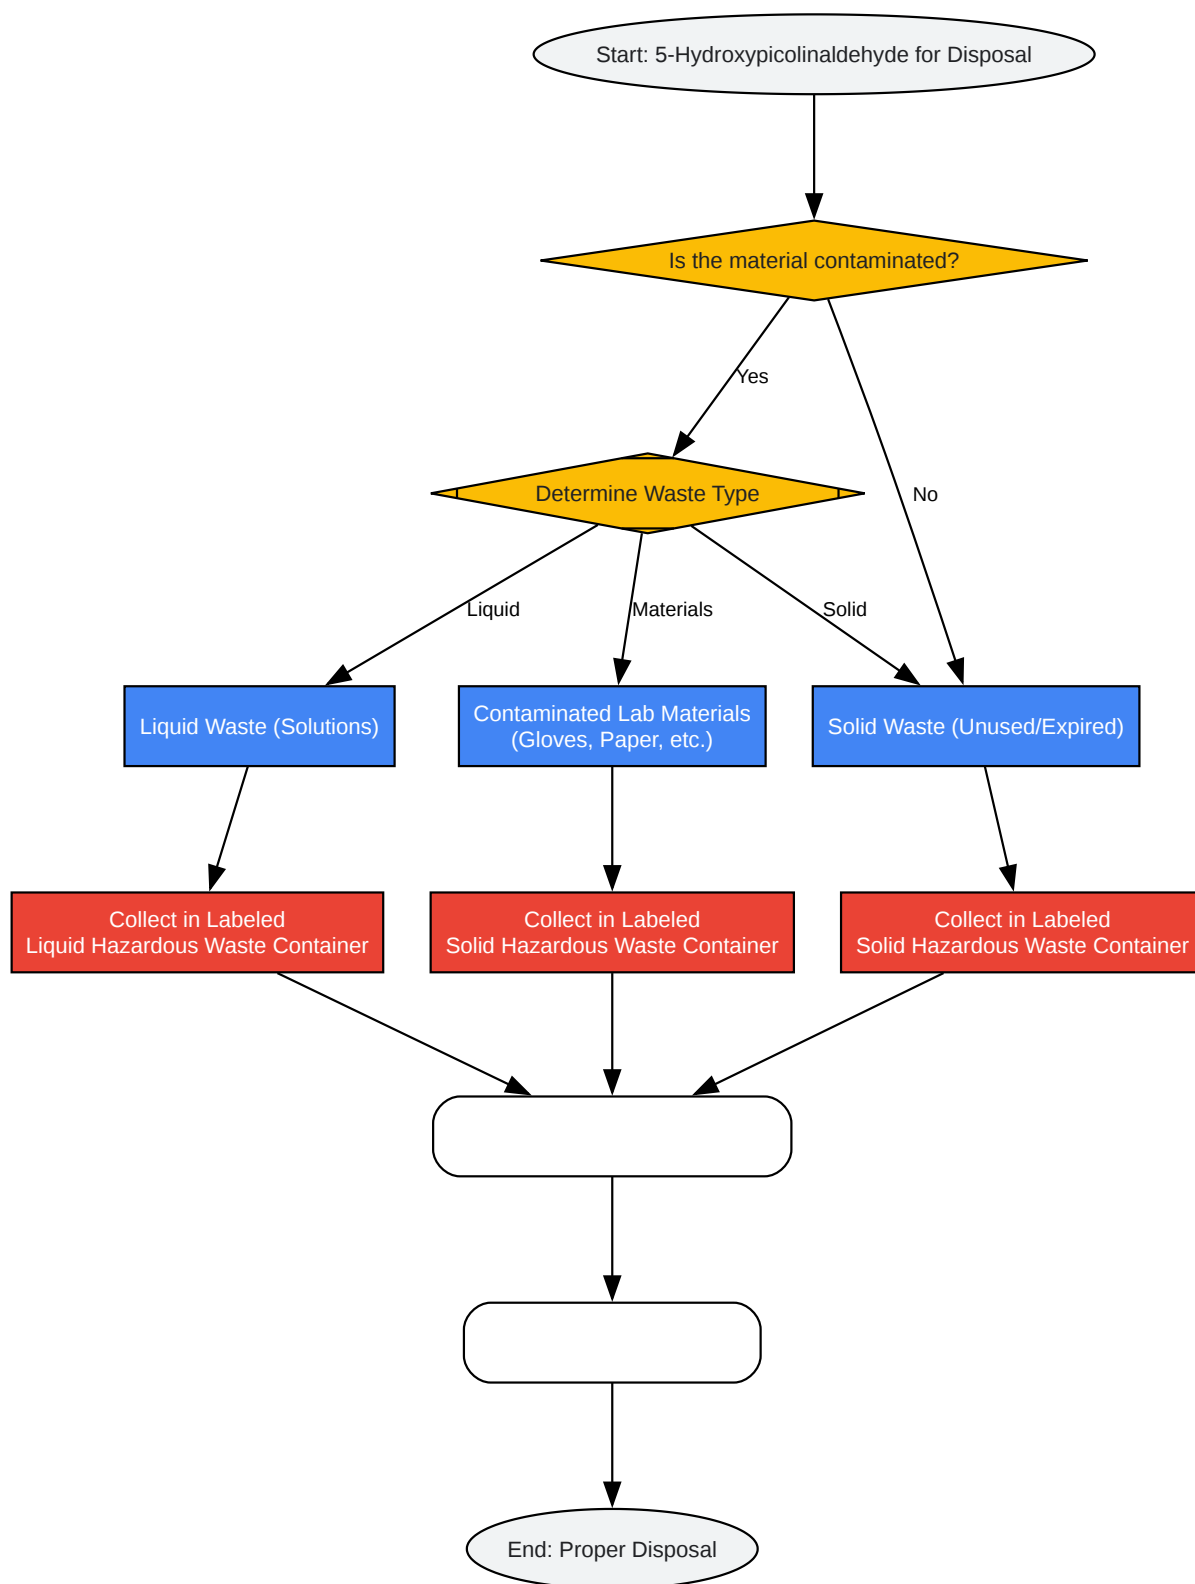 Start: 5-Hydroxypicolinaldehyde for Disposal
Is the material contaminated?
Yes
Determine Waste Type
No
Liquid
Materials
Solid
Liquid Waste (Solutions)
Contaminated Lab Materials
(Gloves, Paper, etc.)
Solid Waste (Unused/Expired)
Collect in Labeled
Liquid Hazardous Waste Container
Collect in Labeled
Solid Hazardous Waste Container
Collect in Labeled
Solid Hazardous Waste Container
End: Proper Disposal